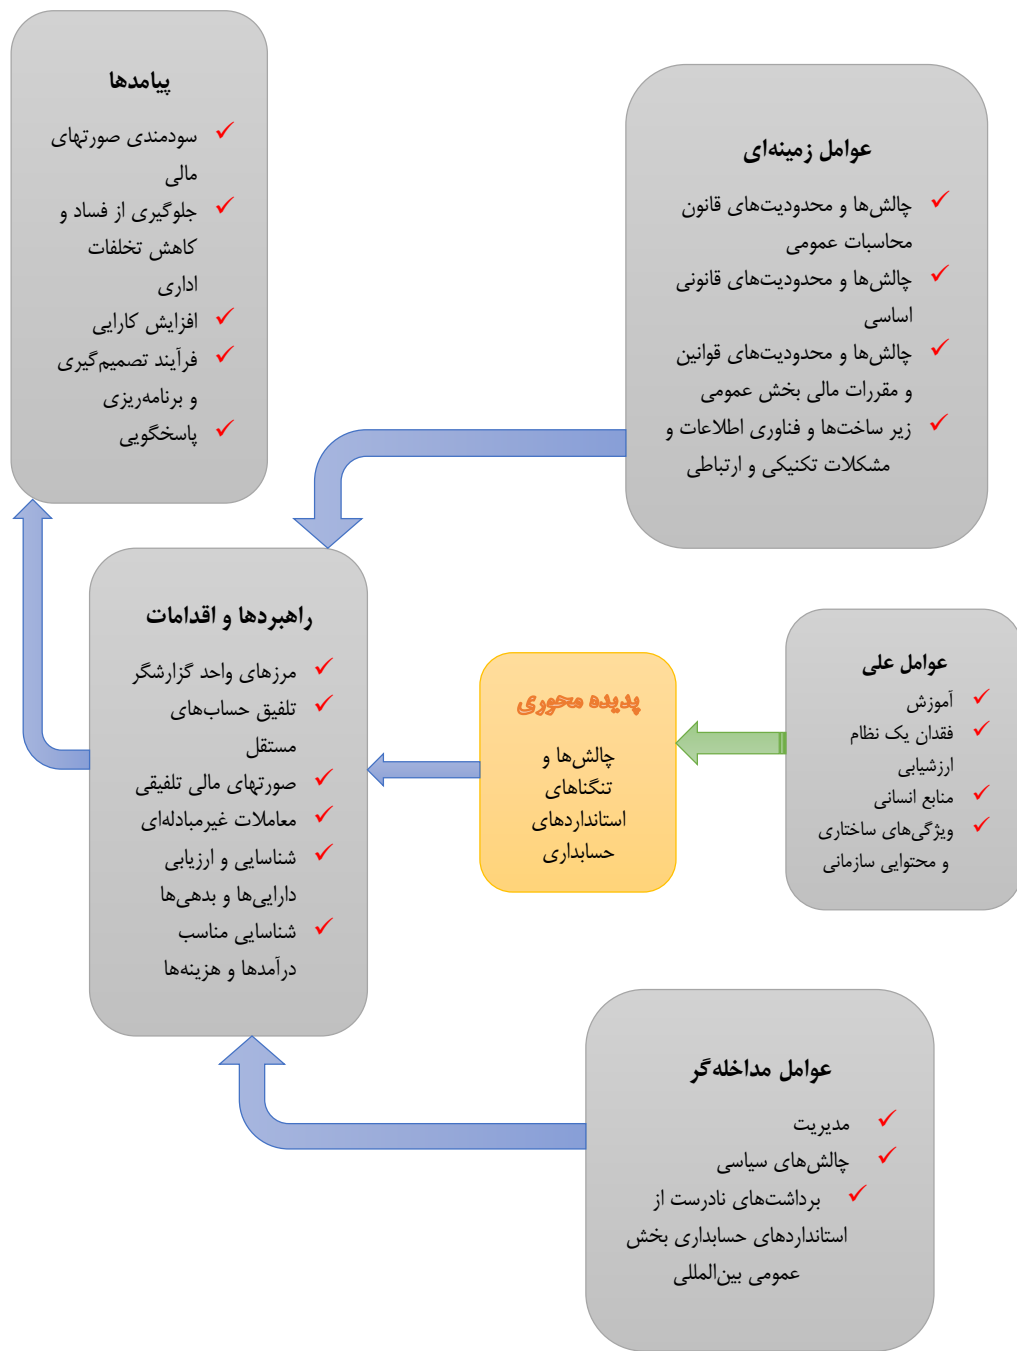 پیامدها
سودمندی صورتهای
مالی
جلوگیری از فساد و
کاهش تخلفات
اداری
افزایش کارایی
فرآیند تصمیم‌گیری
و برنامه‌ریزی
پاسخگویی
عوامل زمینه‌ای
چالش‌ها و محدودیت‌های قانون
محاسبات عمومی
چالش‌ها و محدودیت‌های قانونی
اساسی
چالش‌ها و محدودیت‌های قوانین
و مقررات مالی بخش عمومی
زیر ساخت‌ها و فناوری اطلاعات و
مشکلات تکنیکی و ارتباطی
راهبردها و اقدامات
مرزهای واحد گزارشگر
تلفیق حساب‌های
مستقل
صورتهای مالی تلفیقی
معاملات غیرمبادله‌ای
شناسایی و ارزیابی
دارایی‌ها و بدهی‌ها
شناسایی مناسب
درآمدها و هزینه‌ها
پدیده محوری
چالش‌ها و
تنگناهای
استانداردهای
حسابداری
عوامل علی
آموزش
فقدان یک نظام
ارزشیابی
منابع انسانی
ویژگی‌های ساختاری
و محتوایی سازمانی
عوامل مداخله‌گر
مدیریت
چالش‌های سیاسی
برداشت‌های نادرست از
استانداردهای حسابداری بخش
عمومی بین‌المللی